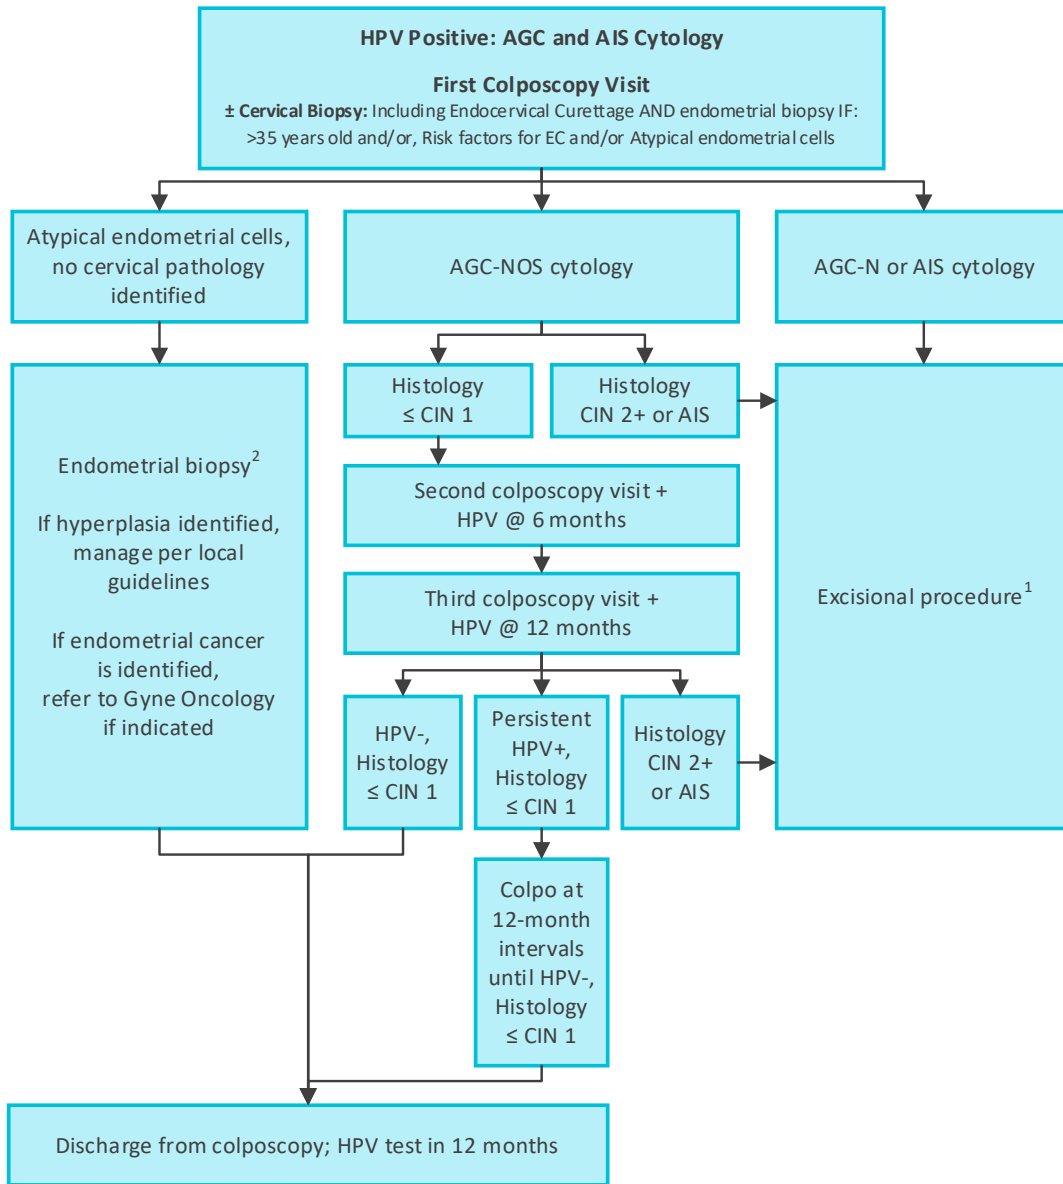 HPV Positive: AGC and AIS Cytology
First Colposcopy Visit
± Cervical Biopsy: Including Endocervical Curettage AND endometrial biopsy IF:
>35 years old and/or, Risk factors for EC and/or Atypical endometrial cells
Atypical endometrial cells,
no cervical pathology
identified
AGC-NOS cytology
AGC-N or AIS cytology
Histology
≤ CIN 1
Histology
CIN 2+ or AIS
Endometrial biopsy²
If hyperplasia identified,
manage per local
guidelines
If endometrial cancer
is identified,
refer to Gyne Oncology
if indicated
Second colposcopy visit +
HPV @ 6 months
Third colposcopy visit +
HPV @ 12 months
Excisional procedure¹
HPV-,
Histology
≤ CIN 1
Persistent
HPV+,
Histology
≤ CIN 1
Histology
CIN 2+
or AIS
Colpo at
12-month
intervals
until HPV-,
Histology
≤ CIN 1
Discharge from colposcopy; HPV test in 12 months